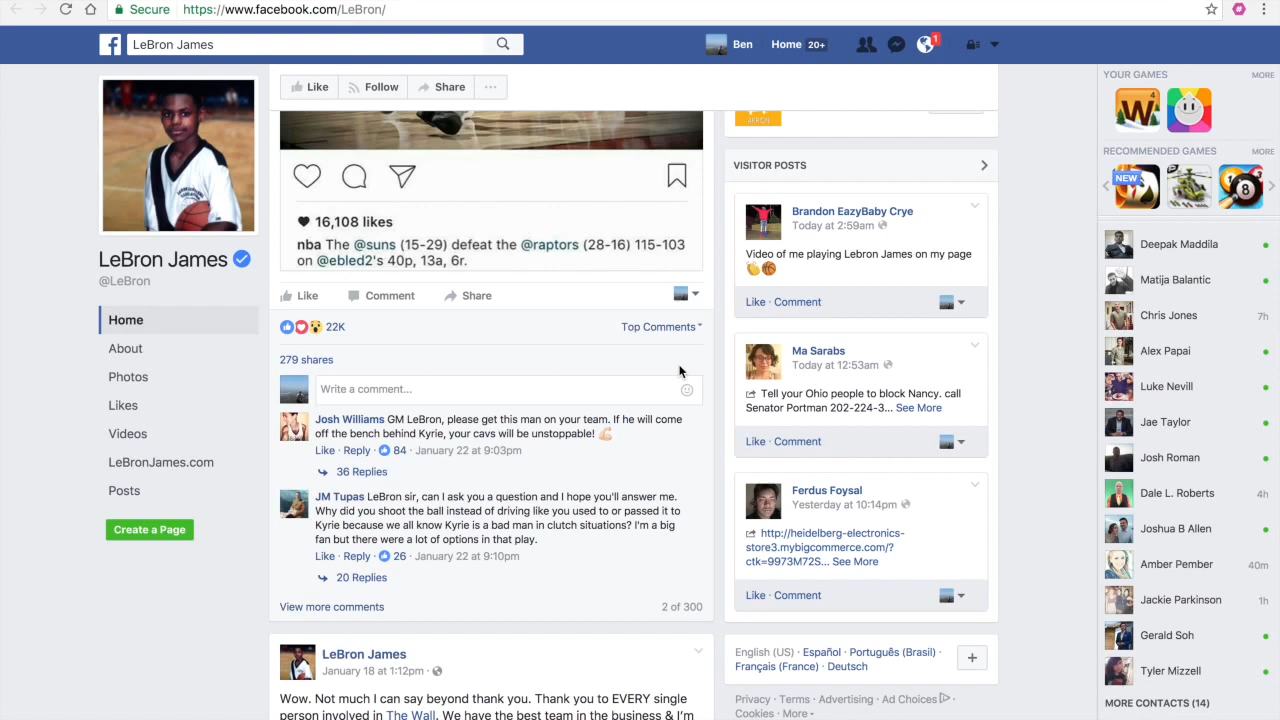 Secure https://www.facebook.com/LeBron/
LeBron James
Ben Home 20+
1
Like Follow Share
LeBron James
@LeBron
Home
About
Photos
Likes
Videos
LeBronJames.com
Posts
Create a Page
16,108 likes
nba The @suns (15-29) defeat the @raptors (28-16) 115-103
on @ebled2's 40p, 13a, 6r.
Like Comment Share
22K
Top Comments
279 shares
Write a comment...
Josh Williams GM LeBron, please get this man on your team. If he will come
off the bench behind Kyrie, your cavs will be unstoppable!
Like · Reply · 84 · January 22 at 9:03pm
36 Replies
JM Tupas LeBron sir, can I ask you a question and I hope you'll answer me.
Why did you shoot the ball instead of driving like you used to or passed it to
Kyrie because we all know Kyrie is a bad man in clutch situations? I'm a big
fan but there were a lot of options in that play.
Like · Reply · 26 · January 22 at 9:10pm
20 Replies
View more comments 2 of 300
LeBron James
January 18 at 1:12pm ·
Wow. Not much I can say beyond thank you. Thank you to EVERY single
person involved in The Wall. We have the best team in the business & I'm
AKRON
VISITOR POSTS
Brandon EazyBaby Crye
Today at 2:59am
Video of me playing Lebron James on my page
Like · Comment
Ma Sarabs
Today at 12:53am
Tell your Ohio people to block Nancy. call
Senator Portman 202-224-3... See More
Like · Comment
Ferdus Foysal
Yesterday at 10:14pm
http://heidelberg-electronics-
store3.mybigcommerce.com/?
ctk=9973M72S... See More
Like · Comment
English (US) · Español · Português (Brasil) ·
Français (France) · Deutsch
Privacy · Terms · Advertising · Ad Choices ·
Cookies · More
YOUR GAMES MORE
W 4
RECOMMENDED GAMES MORE
NEW
8
Deepak Maddila
Matija Balantic
Chris Jones 7h
Alex Papai
Luke Nevill
Jae Taylor
Josh Roman
Dale L. Roberts 4h
Joshua B Allen
Amber Pember 40m
Jackie Parkinson 1h
Gerald Soh
Tyler Mizzell
MORE CONTACTS (14)